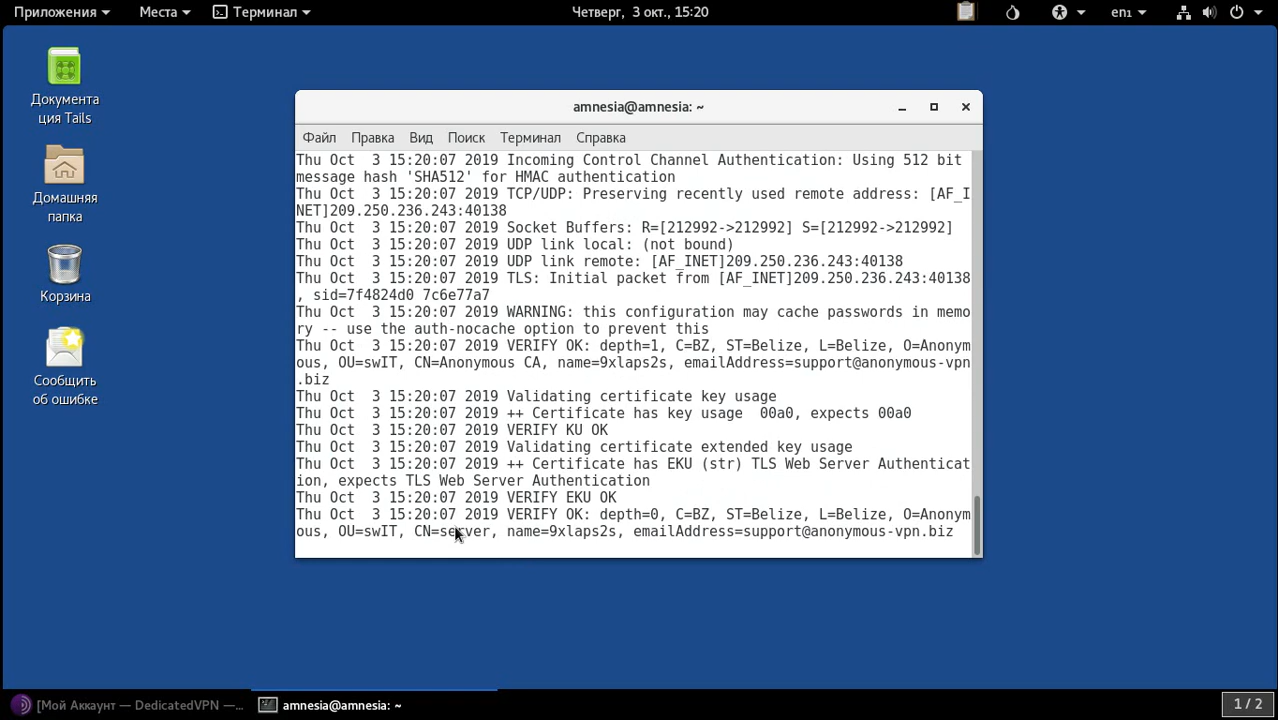 Приложения
Места
Терминал
Четверг, 3 окт., 15:20
en₁
Документа
ция Tails
Домашняя
папка
Корзина
Сообщить
об ошибке
amnesia@amnesia: ~
Файл Правка Вид Поиск Терминал Справка
Thu Oct  3 15:20:07 2019 Incoming Control Channel Authentication: Using 512 bit
message hash 'SHA512' for HMAC authentication
Thu Oct  3 15:20:07 2019 TCP/UDP: Preserving recently used remote address: [AF_I
NET]209.250.236.243:40138
Thu Oct  3 15:20:07 2019 Socket Buffers: R=[212992->212992] S=[212992->212992]
Thu Oct  3 15:20:07 2019 UDP link local: (not bound)
Thu Oct  3 15:20:07 2019 UDP link remote: [AF_INET]209.250.236.243:40138
Thu Oct  3 15:20:07 2019 TLS: Initial packet from [AF_INET]209.250.236.243:40138
, sid=7f4824d0 7c6e77a7
Thu Oct  3 15:20:07 2019 WARNING: this configuration may cache passwords in memo
ry -- use the auth-nocache option to prevent this
Thu Oct  3 15:20:07 2019 VERIFY OK: depth=1, C=BZ, ST=Belize, L=Belize, O=Anonym
ous, OU=swIT, CN=Anonymous CA, name=9xlaps2s, emailAddress=support@anonymous-vpn
.biz
Thu Oct  3 15:20:07 2019 Validating certificate key usage
Thu Oct  3 15:20:07 2019 ++ Certificate has key usage  00a0, expects 00a0
Thu Oct  3 15:20:07 2019 VERIFY KU OK
Thu Oct  3 15:20:07 2019 Validating certificate extended key usage
Thu Oct  3 15:20:07 2019 ++ Certificate has EKU (str) TLS Web Server Authenticat
ion, expects TLS Web Server Authentication
Thu Oct  3 15:20:07 2019 VERIFY EKU OK
Thu Oct  3 15:20:07 2019 VERIFY OK: depth=0, C=BZ, ST=Belize, L=Belize, O=Anonym
ous, OU=swIT, CN=server, name=9xlaps2s, emailAddress=support@anonymous-vpn.biz
[Мой Аккаунт — DedicatedVPN —...
amnesia@amnesia: ~
1 / 2